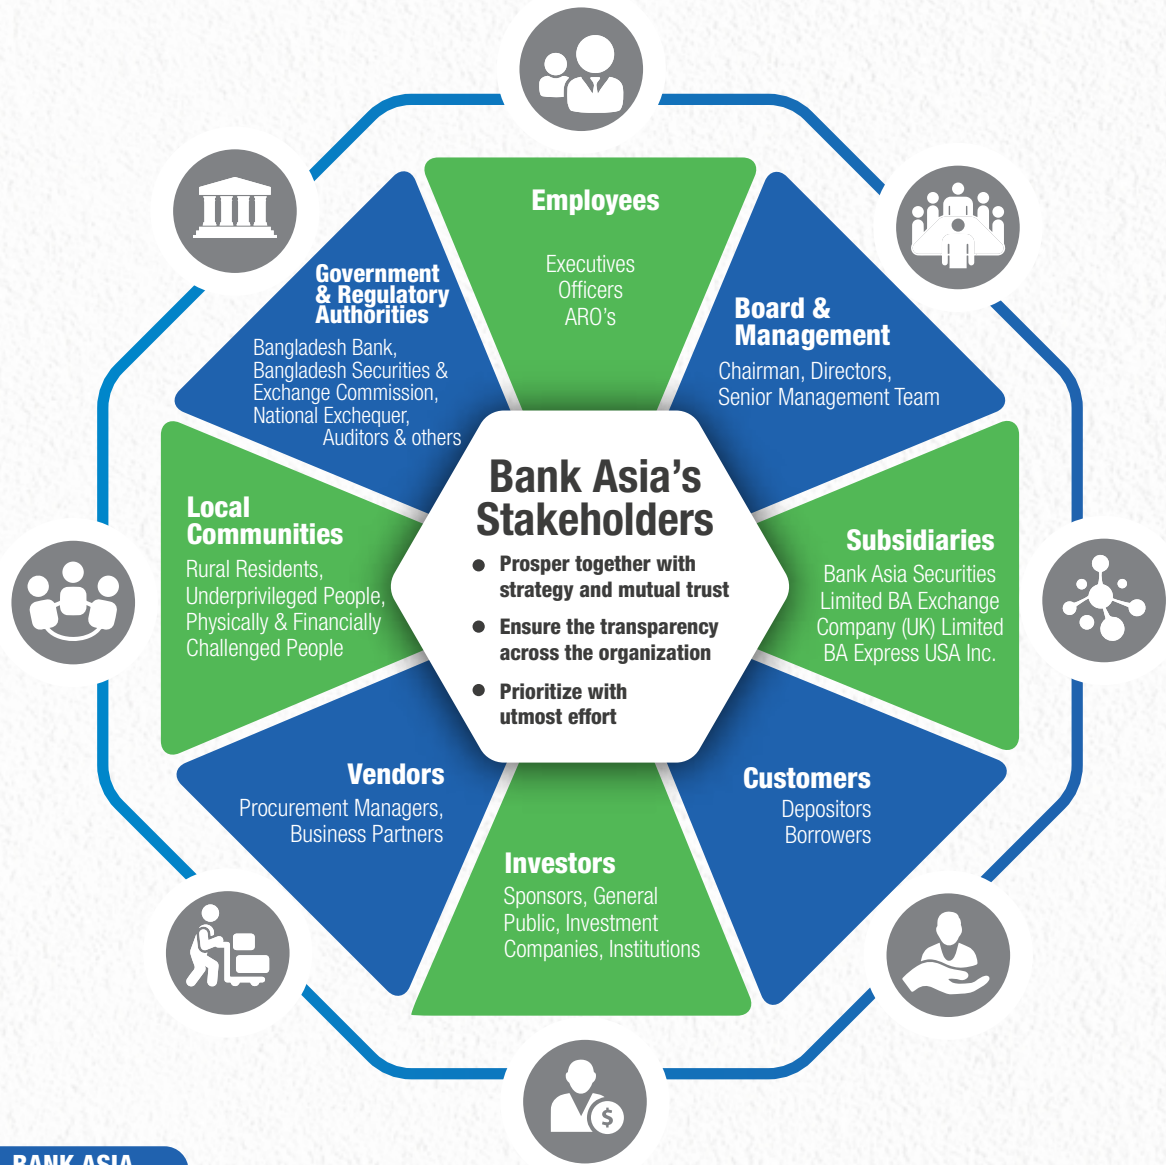 Employees
Executives
Officers
ARO's
Board &
Management
Chairman, Directors,
Senior Management Team
Subsidiaries
Bank Asia Securities
Limited BA Exchange
Company (UK) Limited
BA Express USA Inc.
Customers
Depositors
Borrowers
Investors
Sponsors, General
Public, Investment
Companies, Institutions
Vendors
Procurement Managers,
Business Partners
Local
Communities
Rural Residents,
Underprivileged People,
Physically & Financially
Challenged People
Government
& Regulatory
Authorities
Bangladesh Bank,
Bangladesh Securities &
Exchange Commission,
National Exchequer,
Auditors & others
Bank Asia's
Stakeholders
● Prosper together with
strategy and mutual trust
● Ensure the transparency
across the organization
● Prioritize with
utmost effort
$
BANK ASIA